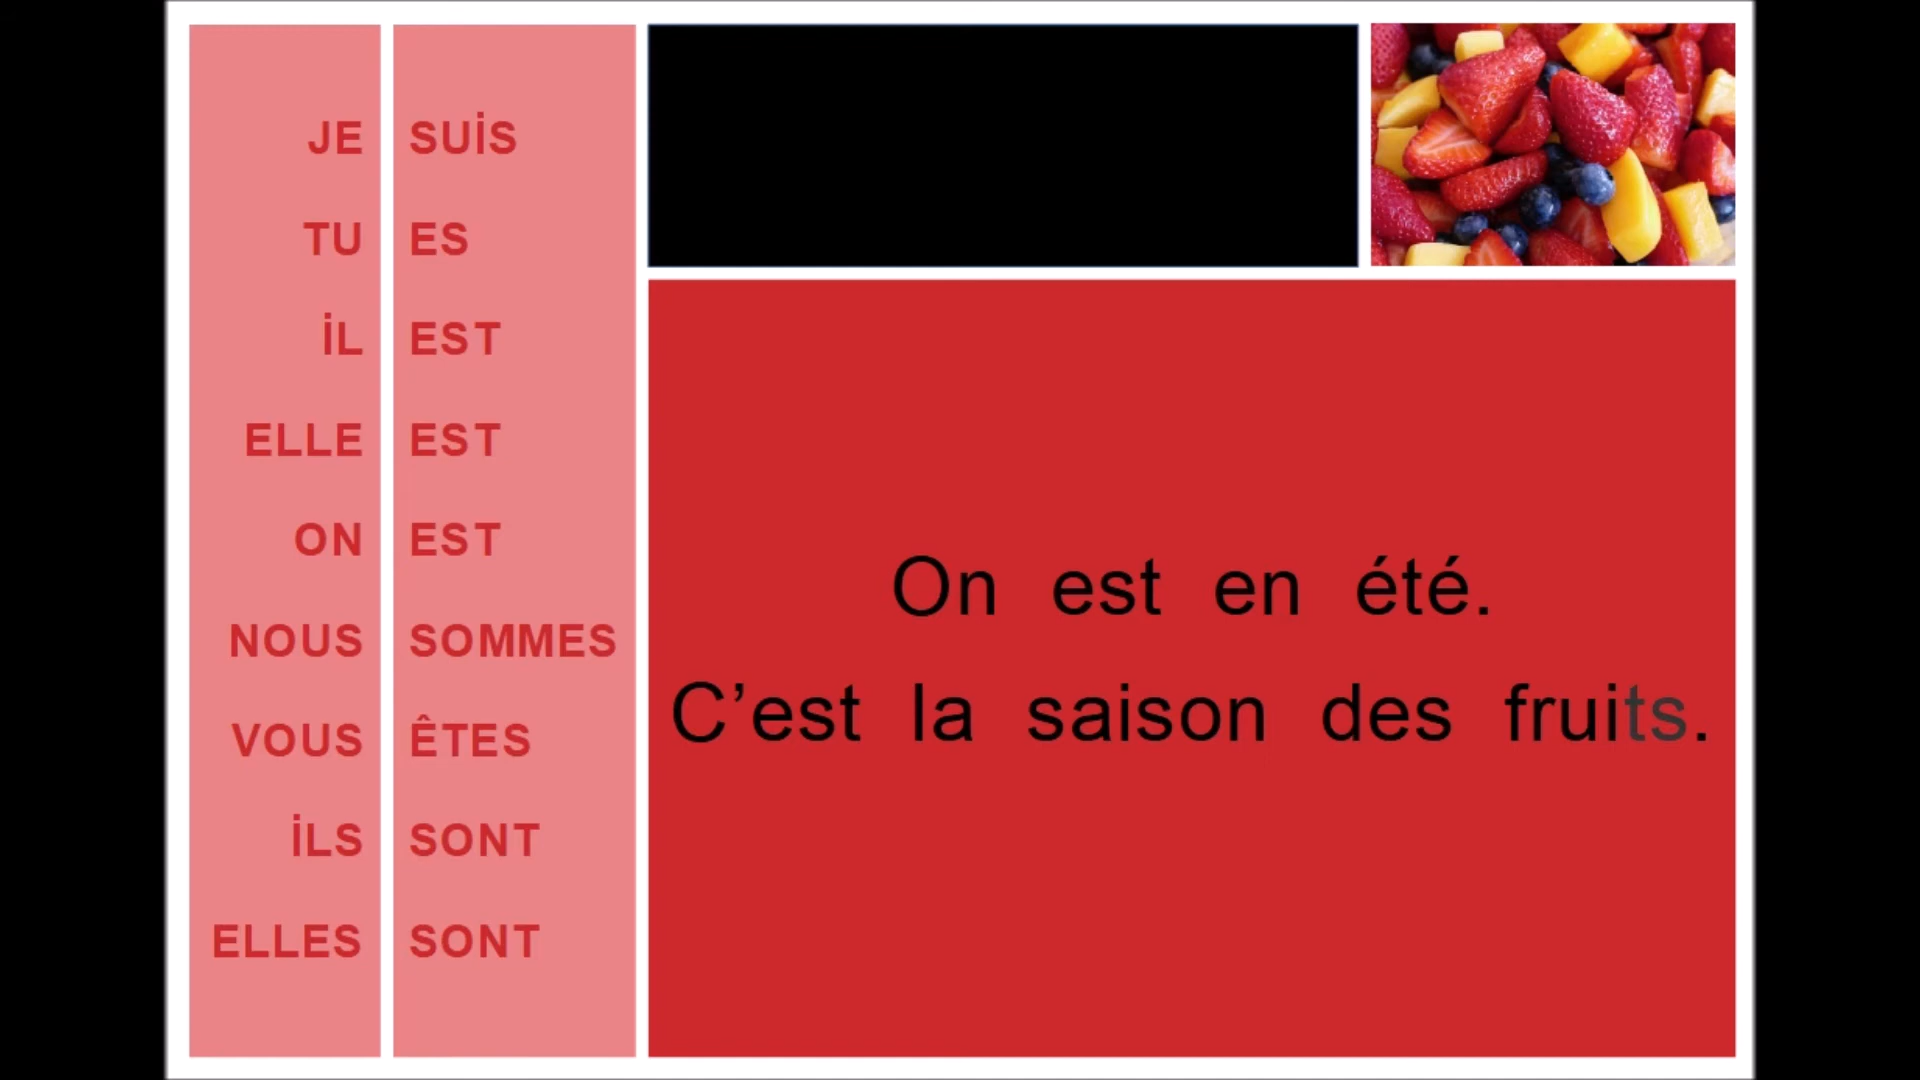 JE SUİS
TU ES
İL EST
ELLE EST
ON EST
NOUS SOMMES
VOUS ÊTES
İLS SONT
ELLES SONT
On est en été.
C’est la saison des fruits.